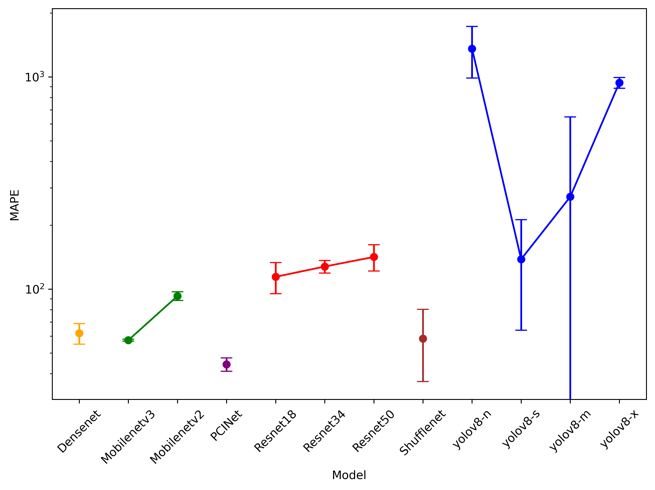 MAPE
10³
10²
Densenet
Mobilenetv3
Mobilenetv2
PCINet
Resnet18
Resnet34
Resnet50
Shufflenet
yolov8-n
yolov8-s
yolov8-m
yolov8-x
Model